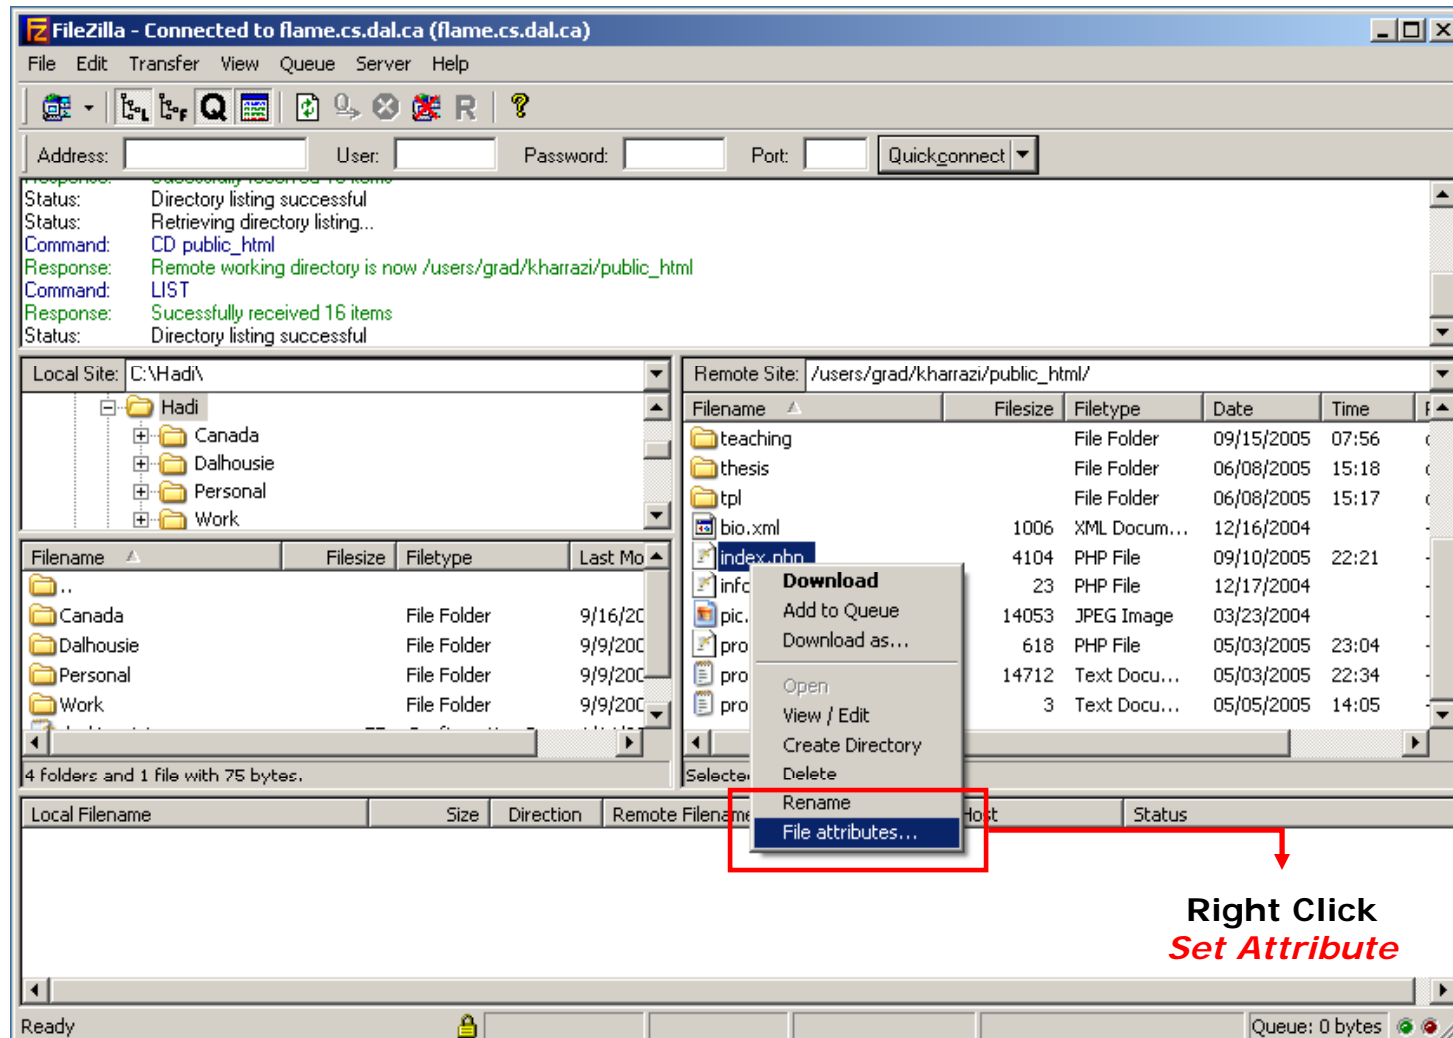 FileZilla - Connected to flame.cs.dal.ca (flame.cs.dal.ca)
File Edit Transfer View Queue Server Help
Address: User: Password: Port: Quickconnect
Response: Sucessfully received 16 items
Status: Directory listing successful
Status: Retrieving directory listing...
Command: CD public_html
Response: Remote working directory is now /users/grad/kharrazi/public_html
Command: LIST
Response: Sucessfully received 16 items
Status: Directory listing successful
Local Site: C:\Hadi\
Hadi
Canada
Dalhousie
Personal
Work
Filename Filesize Filetype Last Mo
..
Canada File Folder 9/16/20
Dalhousie File Folder 9/9/200
Personal File Folder 9/9/200
Work File Folder 9/9/200
4 folders and 1 file with 75 bytes.
Remote Site: /users/grad/kharrazi/public_html/
Filename Filesize Filetype Date Time
teaching File Folder 09/15/2005 07:56
thesis File Folder 06/08/2005 15:18
tpl File Folder 06/08/2005 15:17
bio.xml 1006 XML Docum... 12/16/2004
index.php 4104 PHP File 09/10/2005 22:21
info 23 PHP File 12/17/2004
pic. 14053 JPEG Image 03/23/2004
pro 618 PHP File 05/03/2005 23:04
pro 14712 Text Docu... 05/03/2005 22:34
pro 3 Text Docu... 05/05/2005 14:05
Selected
Download
Add to Queue
Download as...
Open
View / Edit
Create Directory
Delete
Rename
File attributes...
Local Filename Size Direction Remote Filename Host Status
Right Click
Set Attribute
Ready Queue: 0 bytes